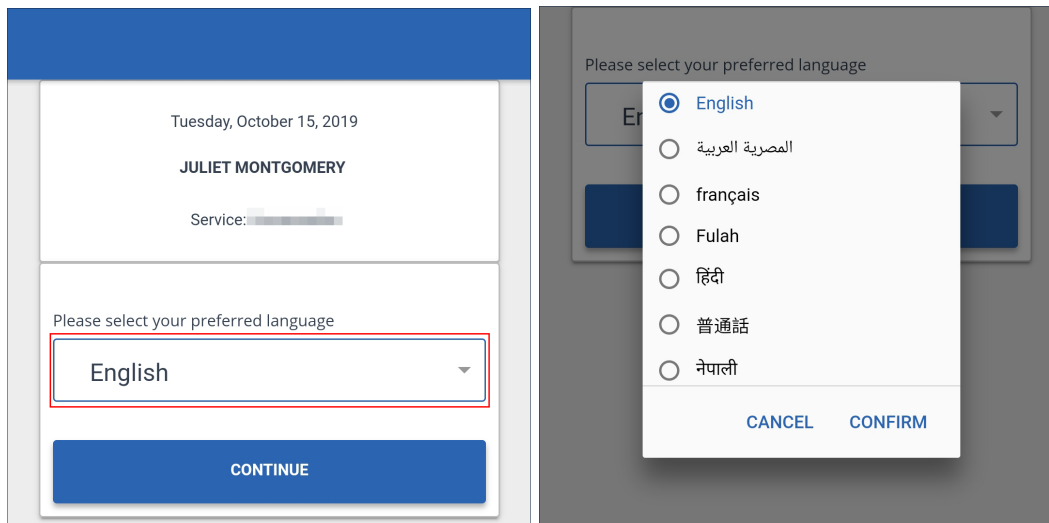 Tuesday, October 15, 2019
JULIET MONTGOMERY
Service:
Please select your preferred language
English
CONTINUE
Please select your preferred language
En
English
المصرية العربية
français
Fulah
हिंदी
普通話
नेपाली
CANCEL
CONFIRM